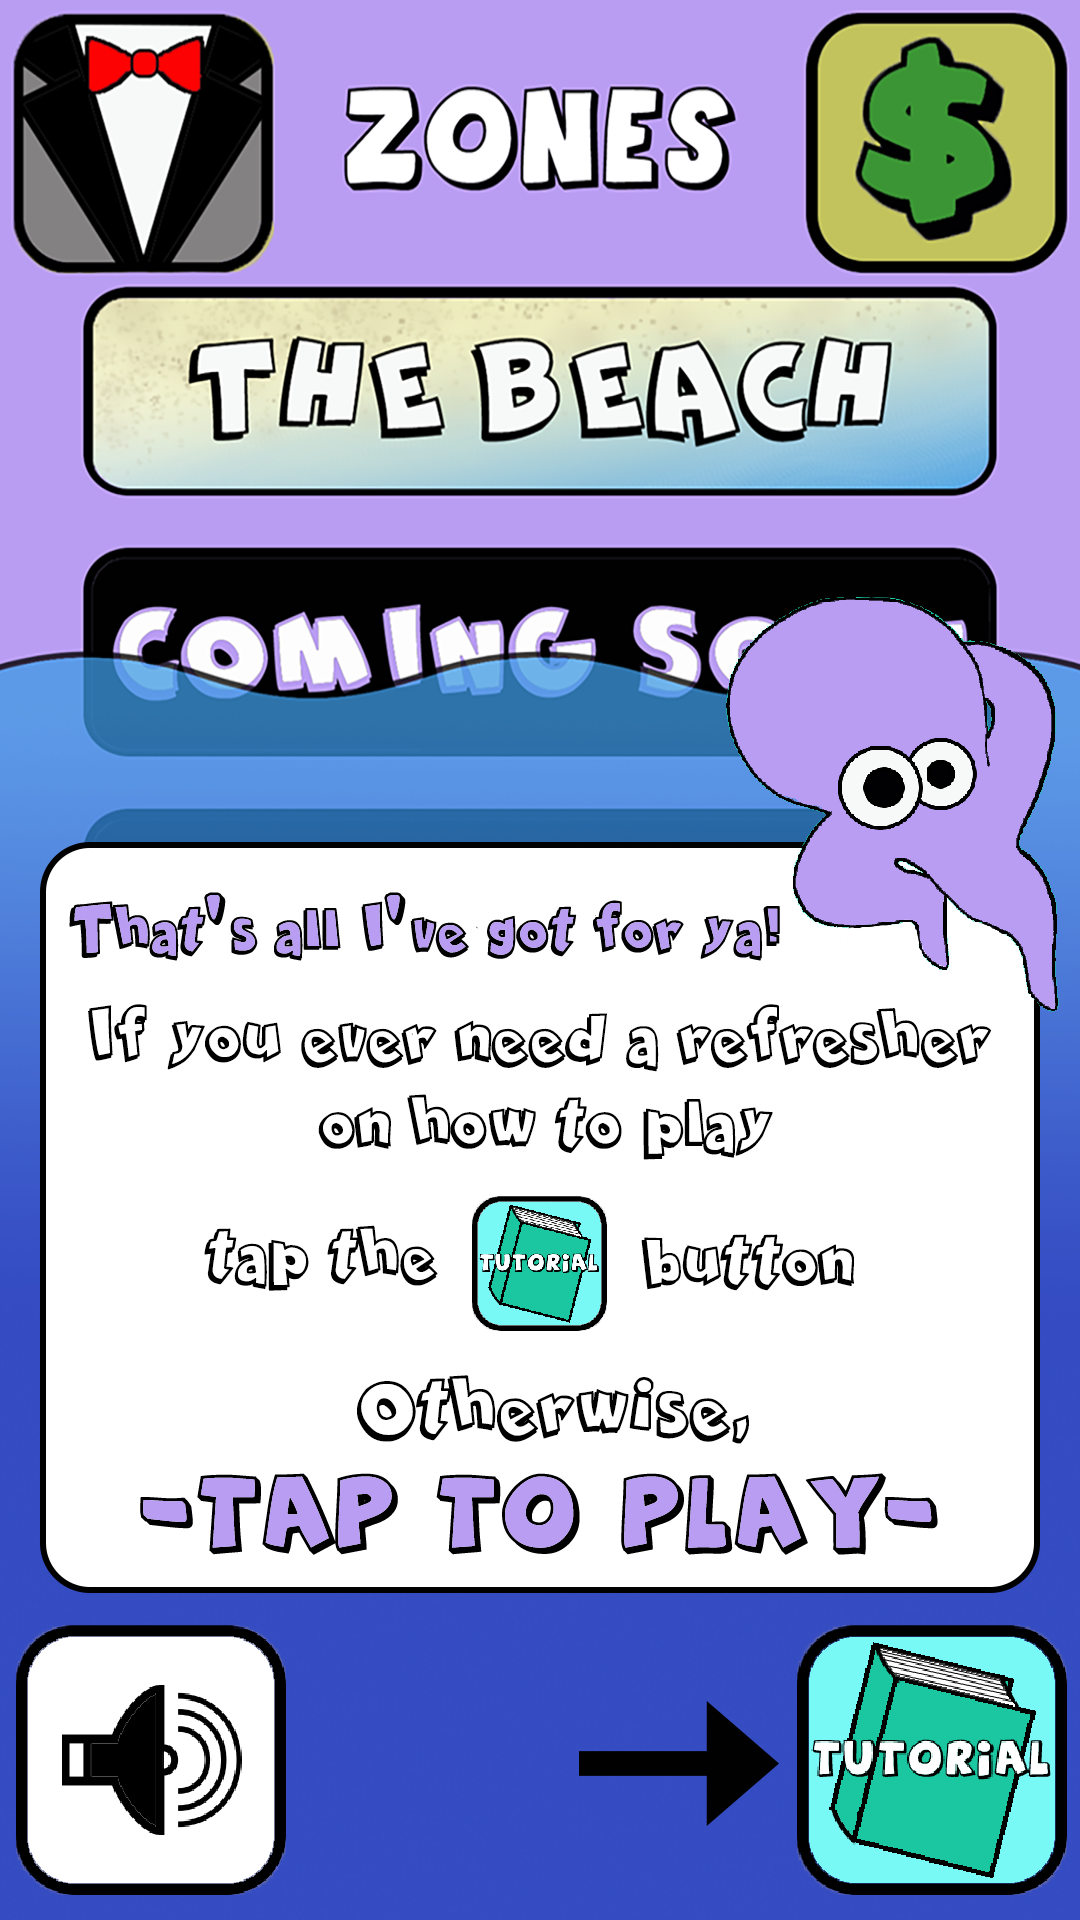 $
ZONES
THE BEACH
COMING
That's all I've got for ya!
If you ever need a refresher
on how to play
tap the TUTORiAL button
Otherwise,
-TAP TO PLAY-
TUTORiAL